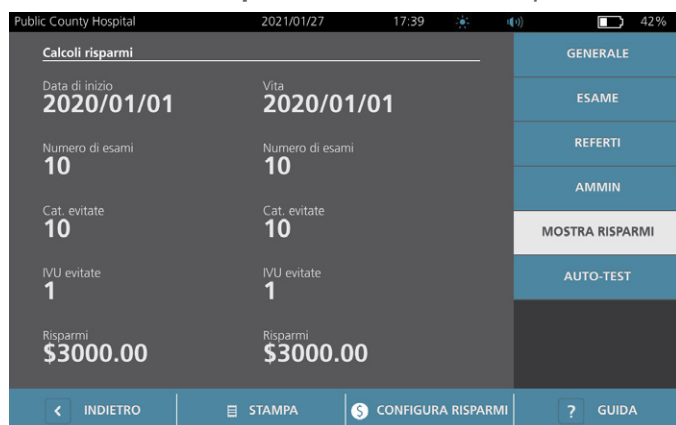 Public County Hospital 2021/01/27 17:39 42%
Calcoli risparmi
Data di inizio Vita
2020/01/01 2020/01/01
Numero di esami Numero di esami
10 10
Cat. evitate Cat. evitate
10 10
IVU evitate IVU evitate
1 1
Risparmi Risparmi
$3000.00 $3000.00
GENERALE
ESAME
REFERTI
AMMIN
MOSTRA RISPARMI
AUTO-TEST
< INDIETRO STAMPA $ CONFIGURA RISPARMI ? GUIDA